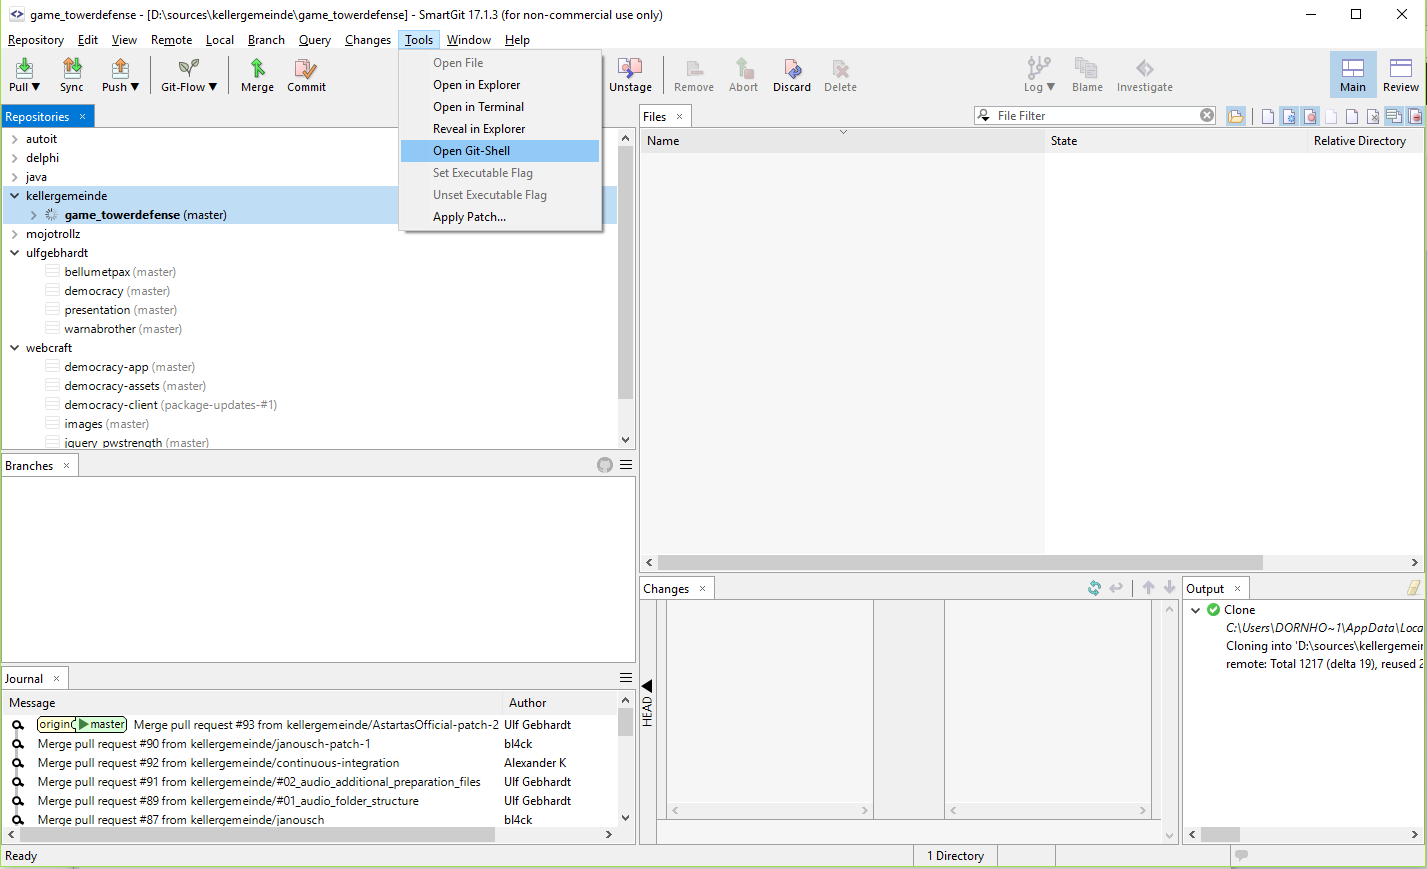 game_towerdefense - [D:\sources\kellergemeinde\game_towerdefense] - SmartGit 17.1.3 (for non-commercial use only)
Repository Edit View Remote Local Branch Query Changes Tools Window Help
Pull ▼ Sync Push ▼ Git-Flow ▼ Merge Commit Unstage Remove Abort Discard Delete Log ▼ Blame Investigate Main Review
Open File
Open in Explorer
Open in Terminal
Reveal in Explorer
Open Git-Shell
Set Executable Flag
Unset Executable Flag
Apply Patch...
Repositories
autoit
delphi
java
kellergemeinde
game_towerdefense (master)
mojotrollz
ulfgebhardt
bellumetpax (master)
democracy (master)
presentation (master)
warnabrother (master)
webcraft
democracy-app (master)
democracy-assets (master)
democracy-client (package-updates-#1)
images (master)
jquery_pwstrength (master)
Files
File Filter
Name State Relative Directory
Branches
Journal
Message Author
origin master Merge pull request #93 from kellergemeinde/AstartasOfficial-patch-2 Ulf Gebhardt
Merge pull request #90 from kellergemeinde/janousch-patch-1 bl4ck
Merge pull request #92 from kellergemeinde/continuous-integration Alexander K
Merge pull request #91 from kellergemeinde/#02_audio_additional_preparation_files Ulf Gebhardt
Merge pull request #89 from kellergemeinde/#01_audio_folder_structure Ulf Gebhardt
Merge pull request #87 from kellergemeinde/janousch bl4ck
Changes
HEAD
Output
Clone
C:\Users\DORNHO~1\AppData\Loca
Cloning into 'D:\sources\kellergemein
remote: Total 1217 (delta 19), reused 2
Ready
1 Directory